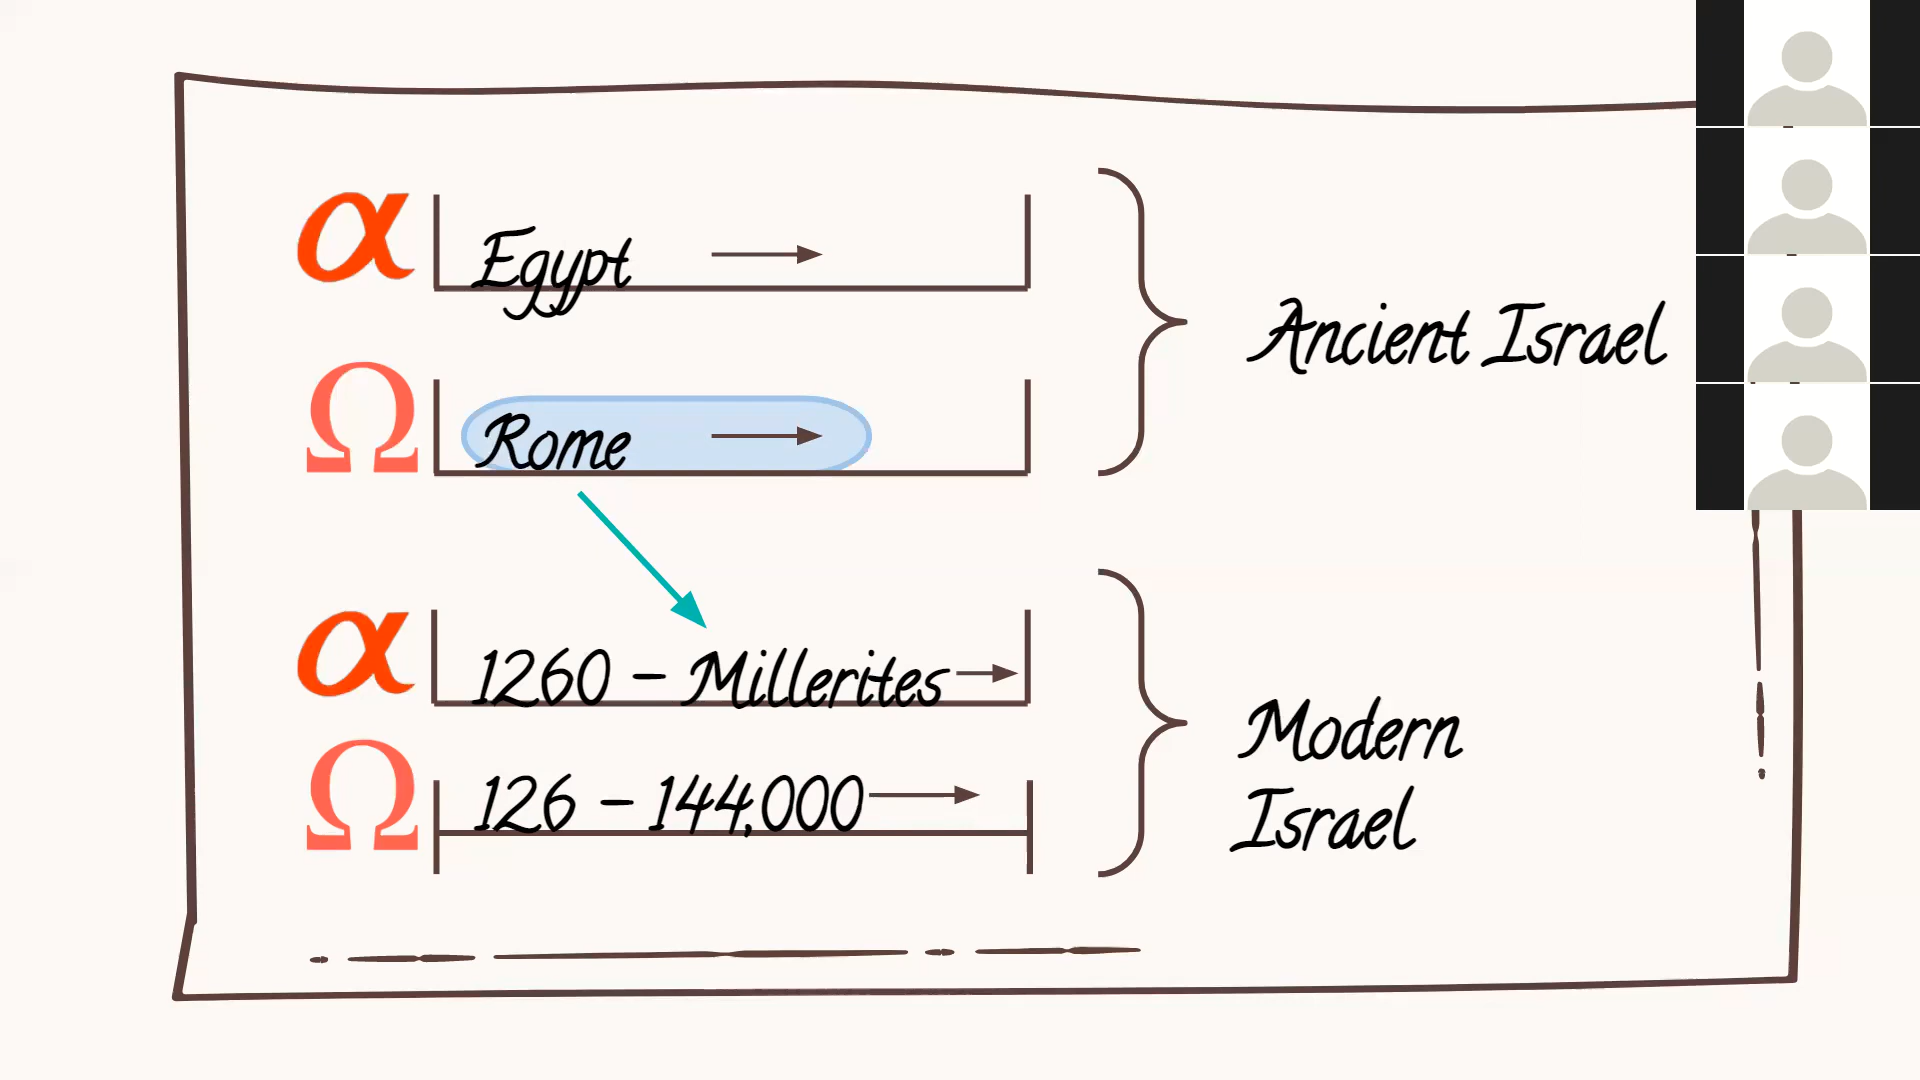 α Egypt
Ancient Israel
Ω Rome
α 1260 – Millerites
Modern
Israel
Ω 126 – 144,000